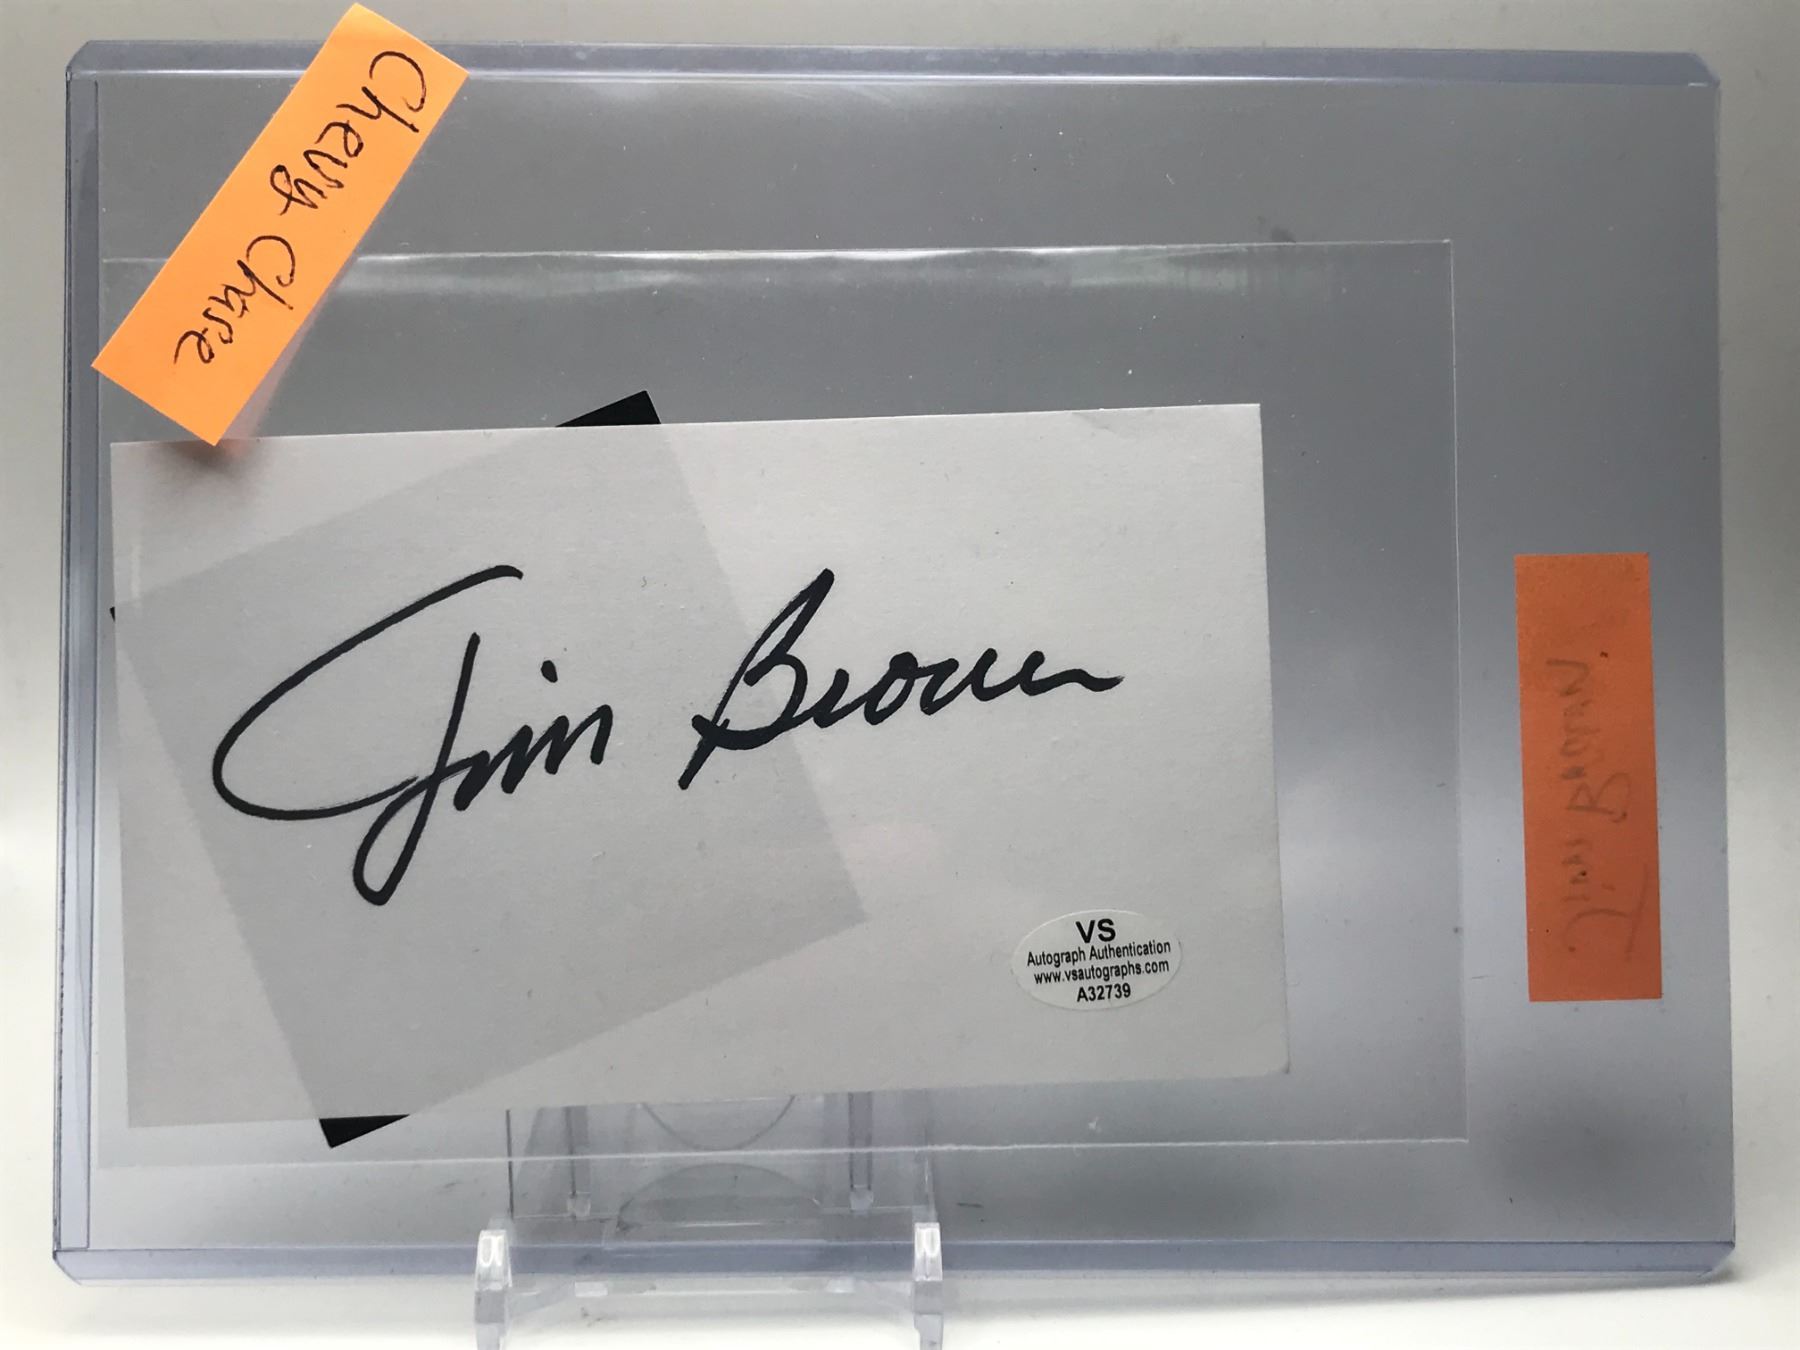 Chevy Chase
Jim Brown
VS
Autograph Authentication
www.vsautographs.com
A32739
Jim Brown